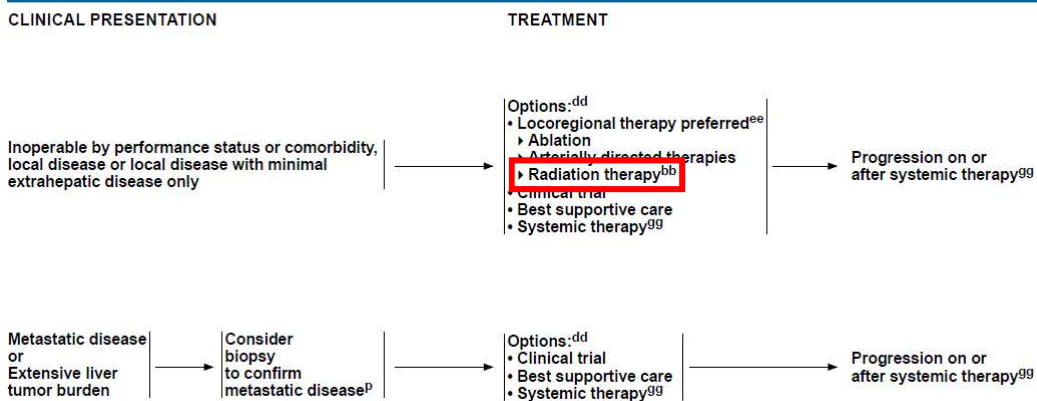 CLINICAL PRESENTATION
TREATMENT
Inoperable by performance status or comorbidity,
local disease or local disease with minimal
extrahepatic disease only
Options:dd
• Locoregional therapy preferredee
▸ Ablation
▸ Arterially directed therapies
▸ Radiation therapybb
• Clinical trial
• Best supportive care
• Systemic therapygg
Progression on or
after systemic therapygg
Metastatic disease
or
Extensive liver
tumor burden
Consider
biopsy
to confirm
metastatic diseasep
Options:dd
• Clinical trial
• Best supportive care
• Systemic therapygg
Progression on or
after systemic therapygg